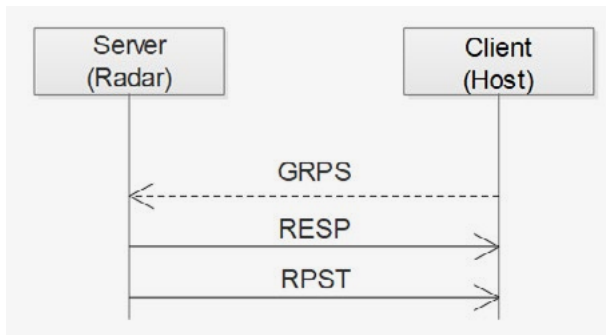 Server
(Radar)
Client
(Host)
GRPS
RESP
RPST